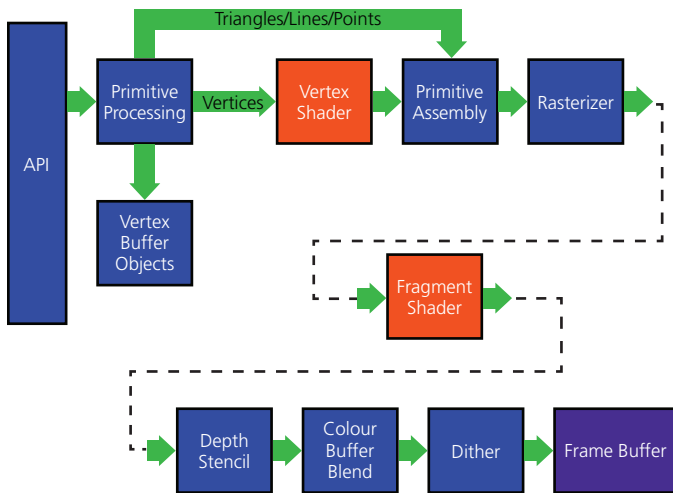 Triangles/Lines/Points
API
Primitive
Processing
Vertices
Vertex
Shader
Primitive
Assembly
Rasterizer
Vertex
Buffer
Objects
Fragment
Shader
Depth
Stencil
Colour
Buffer
Blend
Dither
Frame Buffer